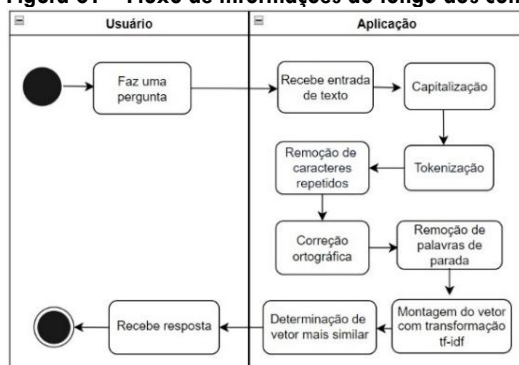 Usuário
Aplicação
Faz uma
pergunta
Recebe entrada
de texto
Capitalização
Remoção de
caracteres
repetidos
Tokenização
Correção
ortográfica
Remoção de
palavras de
parada
Recebe resposta
Determinação de
vetor mais similar
Montagem do vetor
com transformação
tf-idf